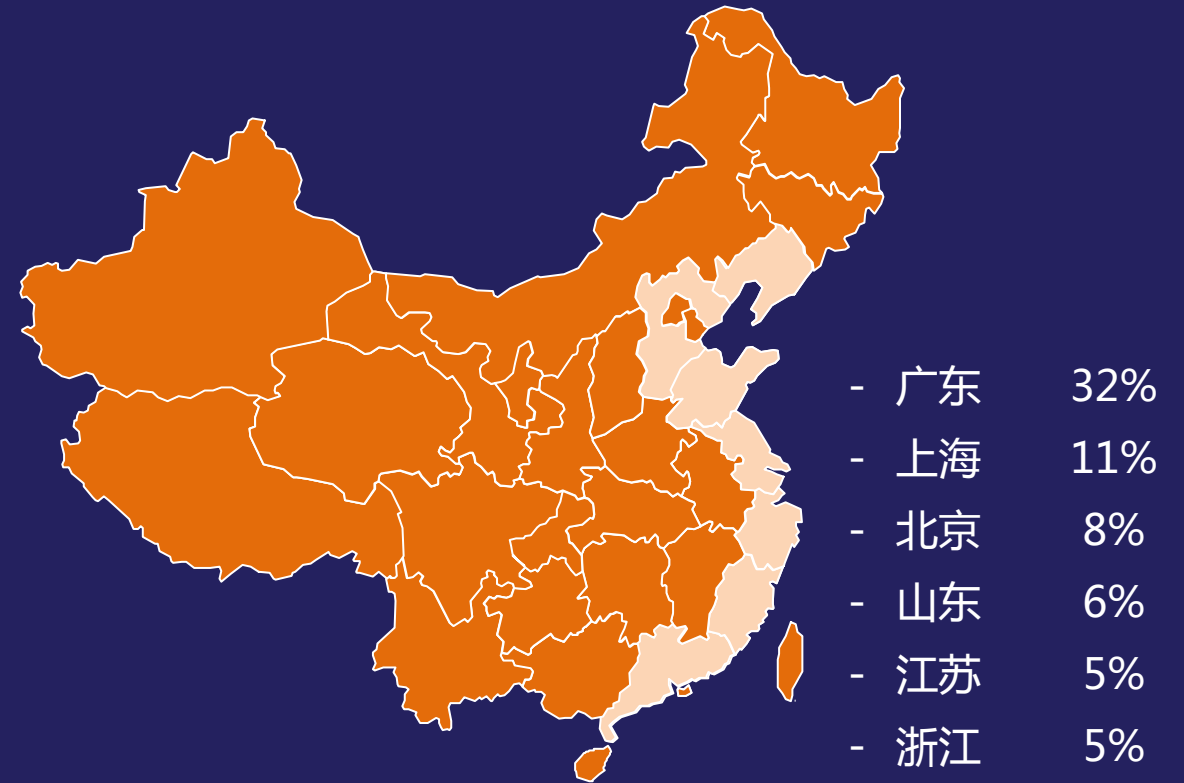 - 广东 32%
- 上海 11%
- 北京 8%
- 山东 6%
- 江苏 5%
- 浙江 5%